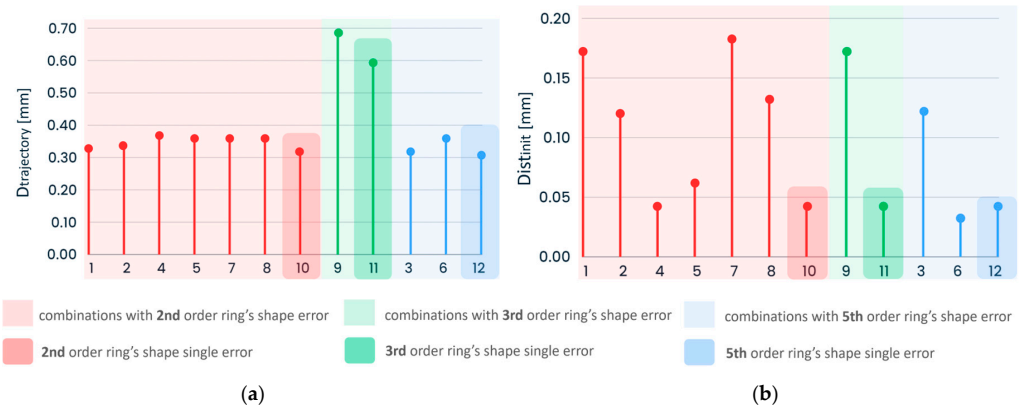 0.70
0.60
0.50
0.40
0.30
0.20
0.10
0.00
Dtrajectory [mm]
1 2 4 5 7 8 10 9 11 3 6 12
0.20
0.15
0.10
0.05
0.00
Distinit [mm]
1 2 4 5 7 8 10 9 11 3 6 12
combinations with 2nd order ring's shape error
combinations with 3rd order ring's shape error
combinations with 5th order ring's shape error
2nd order ring's shape single error
3rd order ring's shape single error
5th order ring's shape single error
(a)
(b)